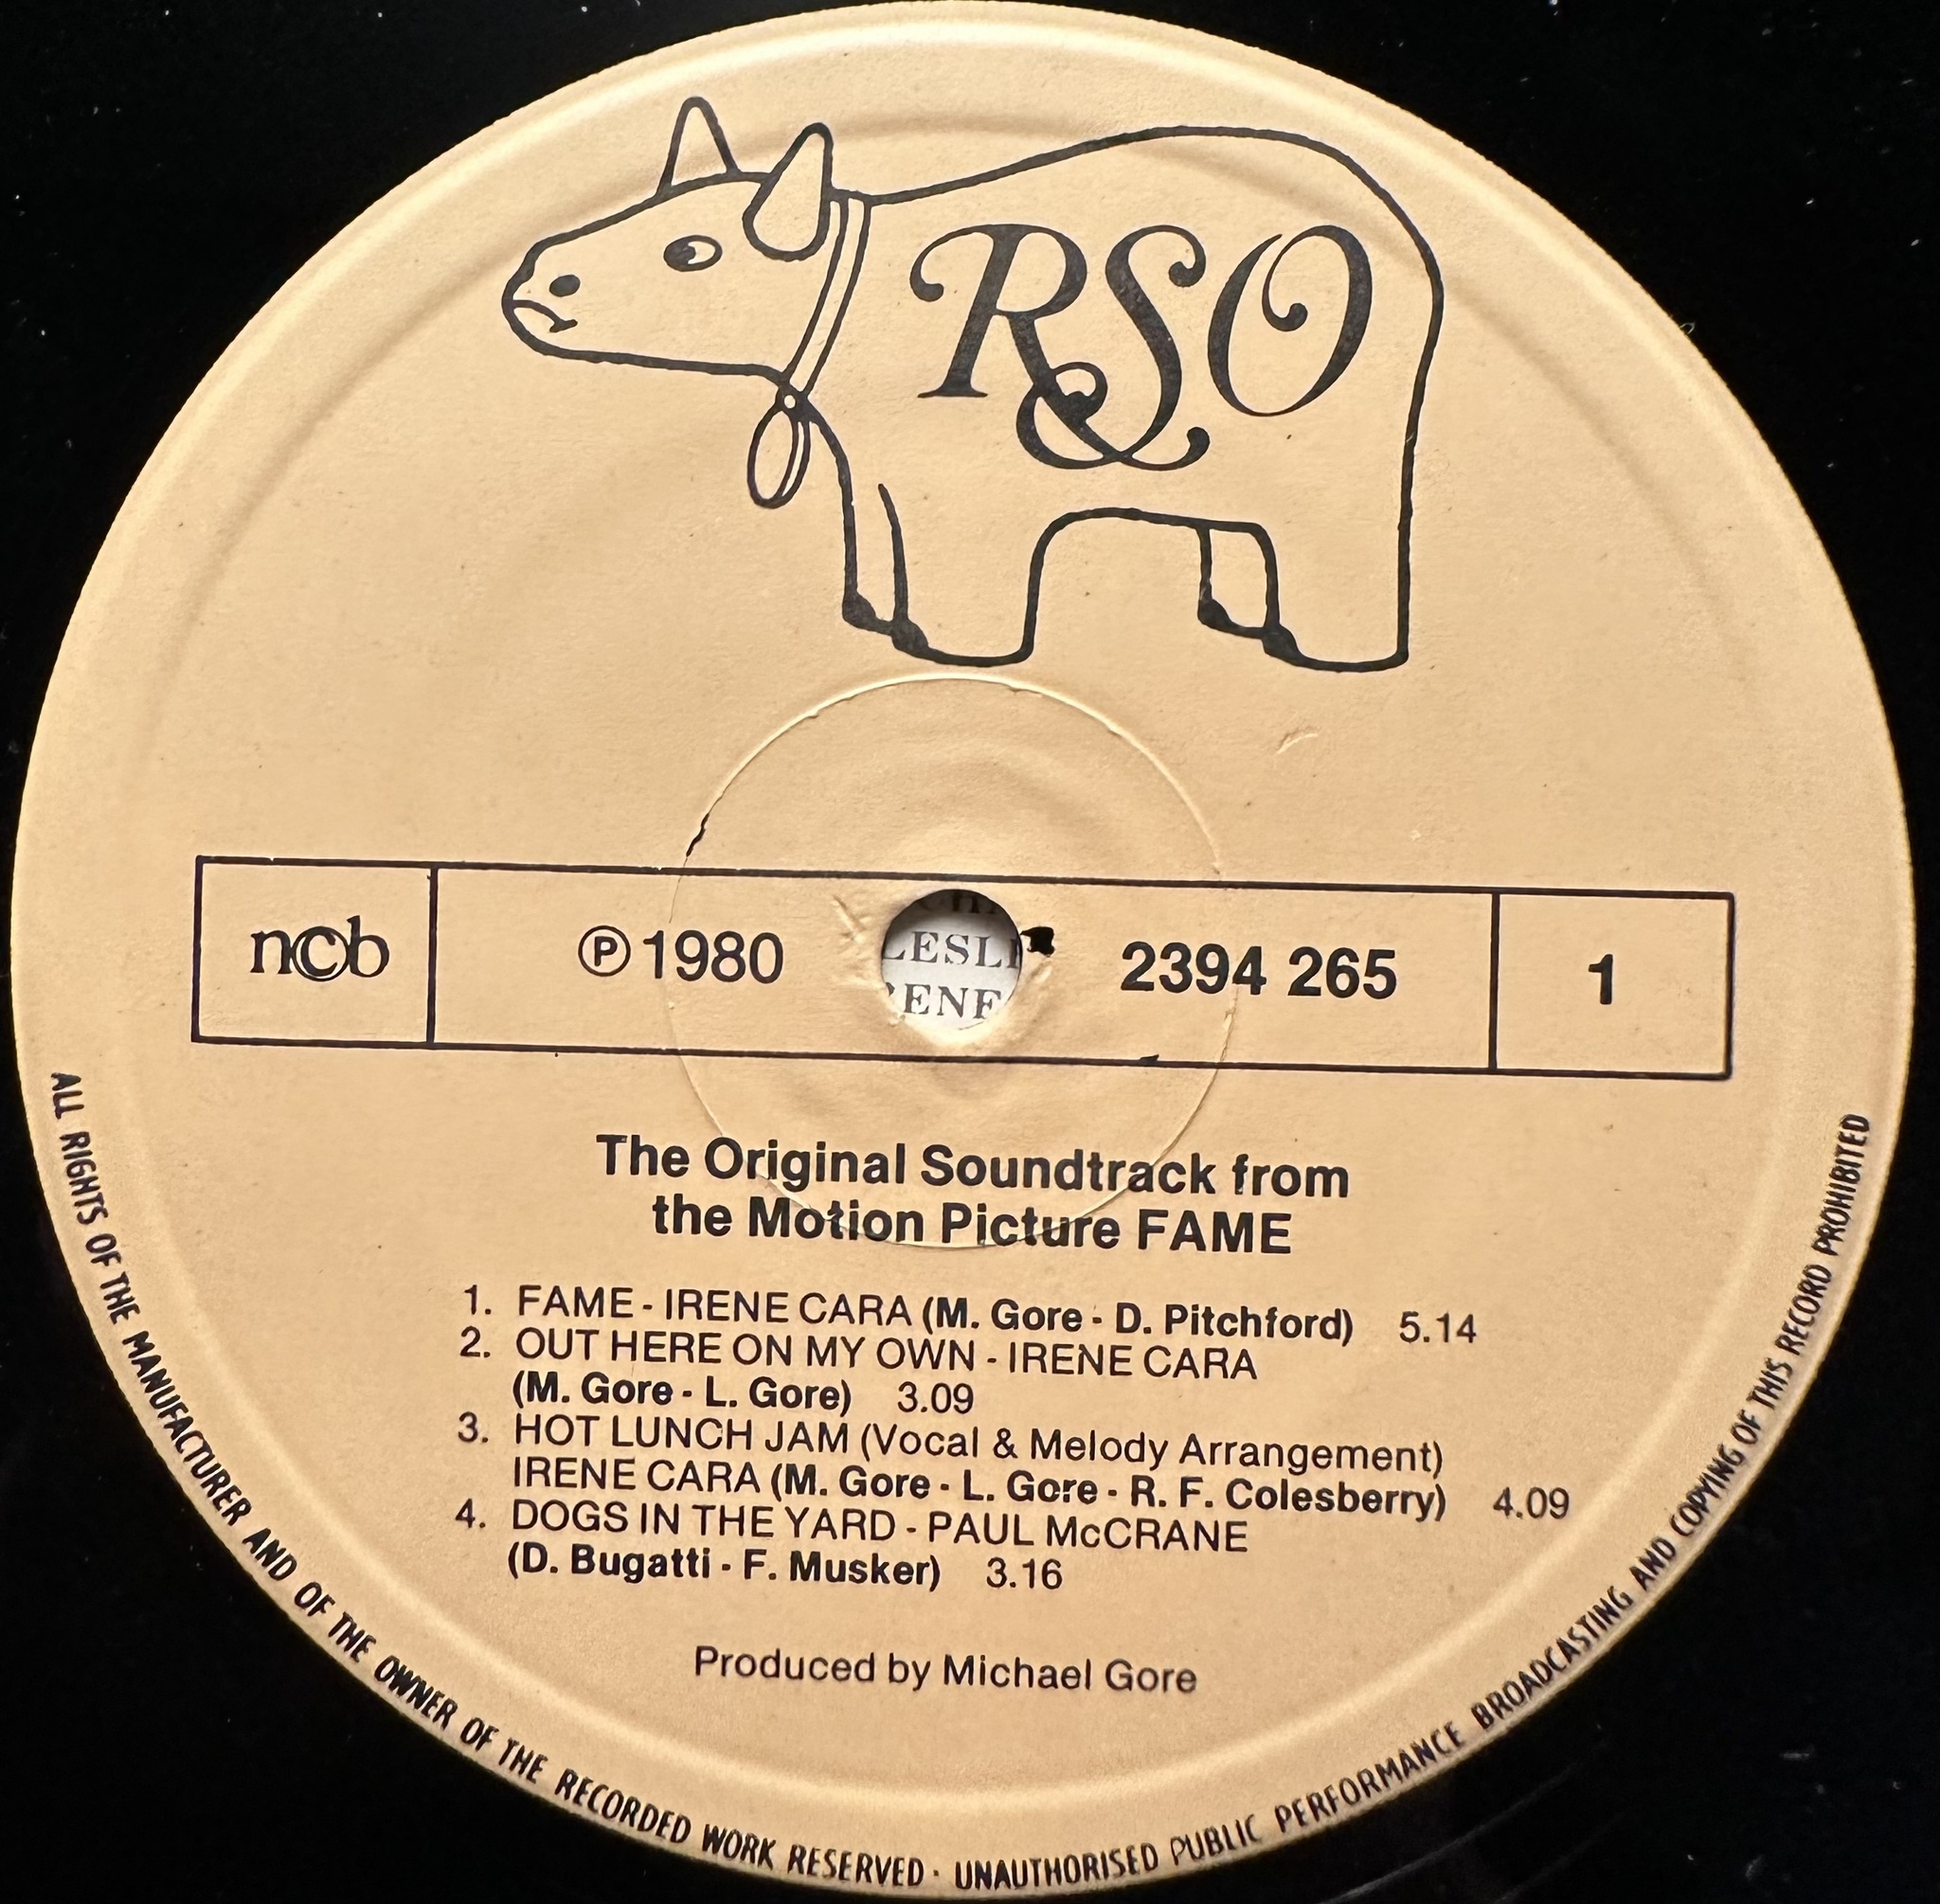 RSO
ncb
℗ 1980
2394 265
1
LESLI
ENE
The Original Soundtrack from
the Motion Picture FAME
1. FAME - IRENE CARA (M. Gore - D. Pitchford) 5.14
2. OUT HERE ON MY OWN - IRENE CARA
(M. Gore - L. Gore) 3.09
3. HOT LUNCH JAM (Vocal & Melody Arrangement)
IRENE CARA (M. Gore - L. Gore - R. F. Colesberry) 4.09
4. DOGS IN THE YARD - PAUL McCRANE
(D. Bugatti - F. Musker) 3.16
Produced by Michael Gore
ALL RIGHTS OF THE MANUFACTURER AND OF THE OWNER OF THE RECORDED WORK RESERVED · UNAUTHORISED PUBLIC PERFORMANCE BROADCASTING AND COPYING OF THIS RECORD PROHIBITED